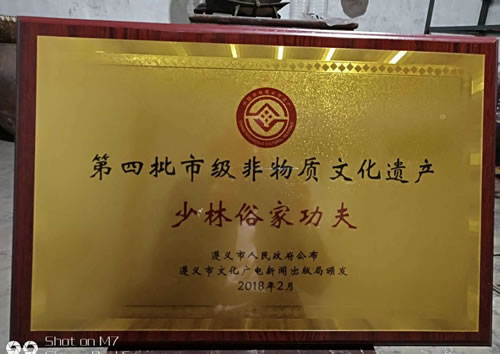 第四批市级非物质文化遗产
少林俗家功夫
遵义市人民政府公布
遵义市文化广电新闻出版局颁发
2018年2月
Shot on M7